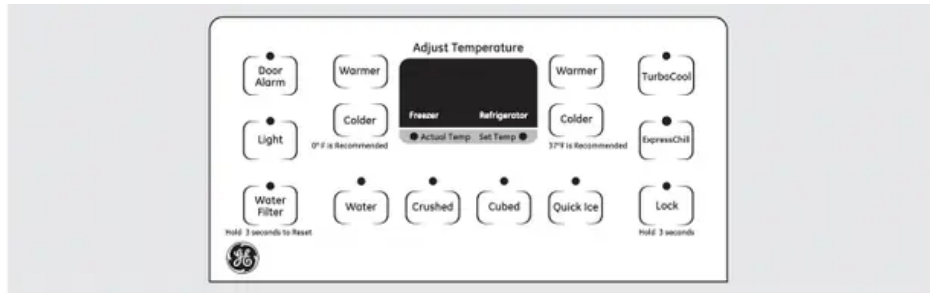 Adjust Temperature
Door
Alarm
Warmer
Warmer
TurboCool
Freezer
Refrigerator
Light
Colder
Colder
ExpressChill
Actual Temp
Set Temp
0°F is Recommended
37°F is Recommended
Water
Filter
Water
Crushed
Cubed
Quick Ice
Lock
Hold 3 seconds to Reset
Hold 3 seconds
GE